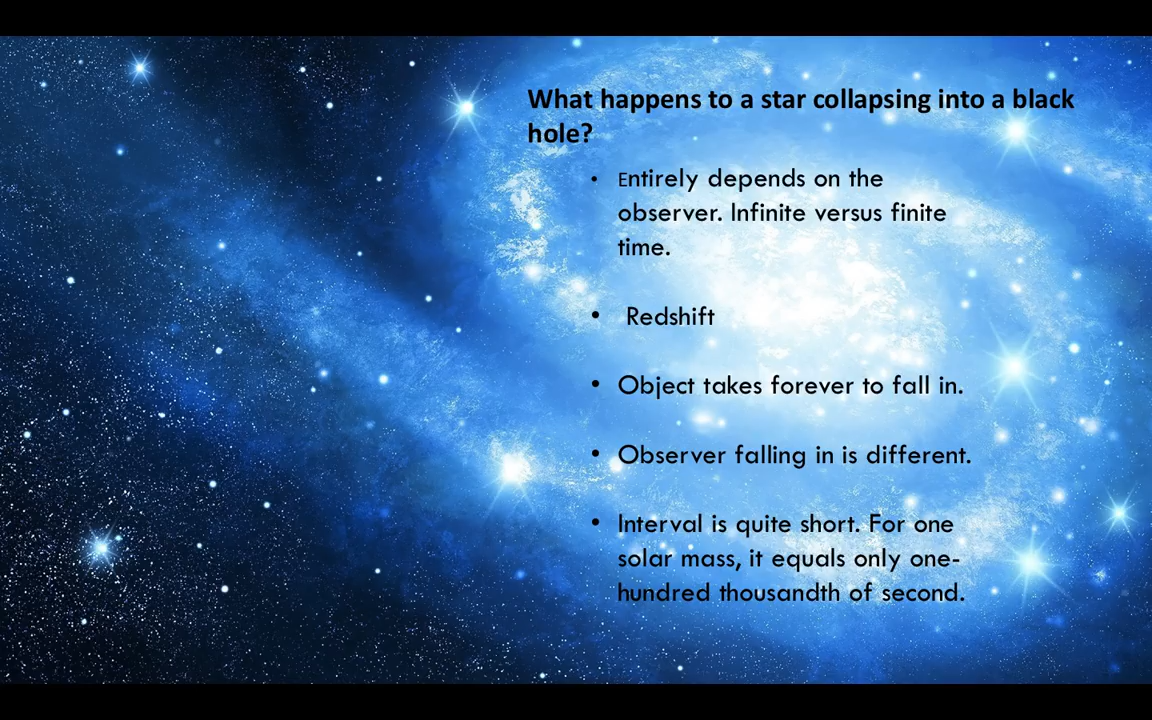 What happens to a star collapsing into a black
hole?
• Entirely depends on the
observer. Infinite versus finite
time.
• Redshift
• Object takes forever to fall in.
• Observer falling in is different.
• Interval is quite short. For one
solar mass, it equals only one-
hundred thousandth of second.